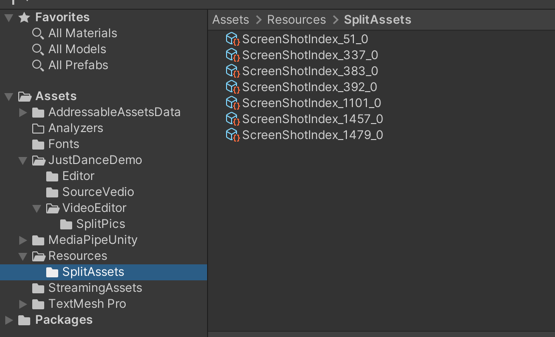 Favorites
All Materials
All Models
All Prefabs
Assets
AddressableAssetsData
Analyzers
Fonts
JustDanceDemo
Editor
SourceVedio
VideoEditor
SplitPics
MediaPipeUnity
Resources
SplitAssets
StreamingAssets
TextMesh Pro
Packages
Assets > Resources > SplitAssets
ScreenShotIndex_51_0
ScreenShotIndex_337_0
ScreenShotIndex_383_0
ScreenShotIndex_392_0
ScreenShotIndex_1101_0
ScreenShotIndex_1457_0
ScreenShotIndex_1479_0